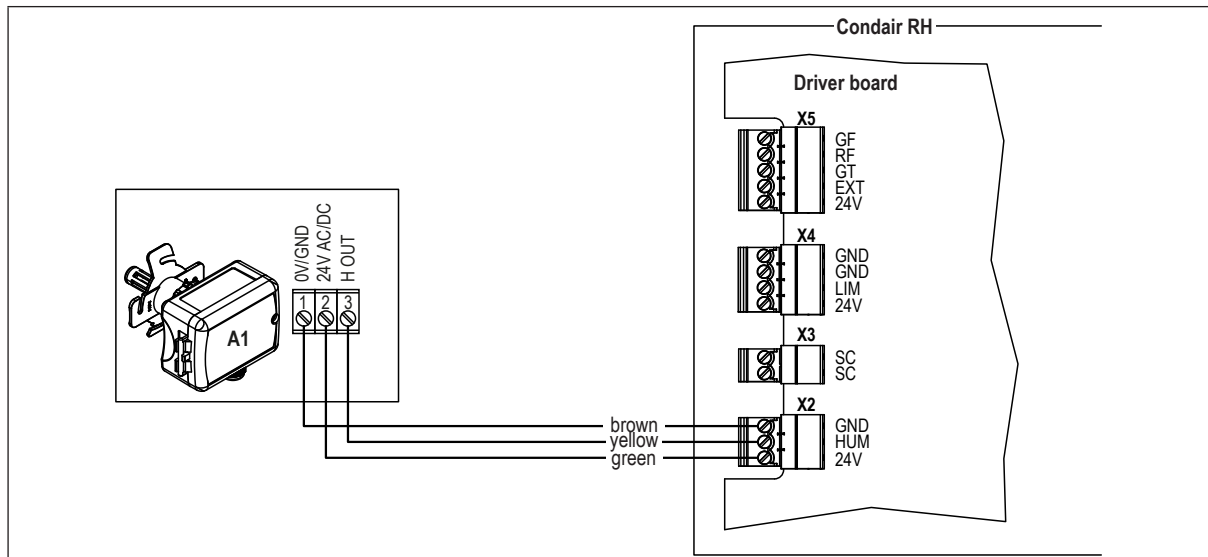 Condair RH
Driver board
X5
GF
RF
GT
EXT
24V
X4
GND
GND
LIM
24V
X3
SC
SC
X2
GND
HUM
24V
A1
0V/GND
24V AC/DC
H OUT
1 2 3
brown
yellow
green